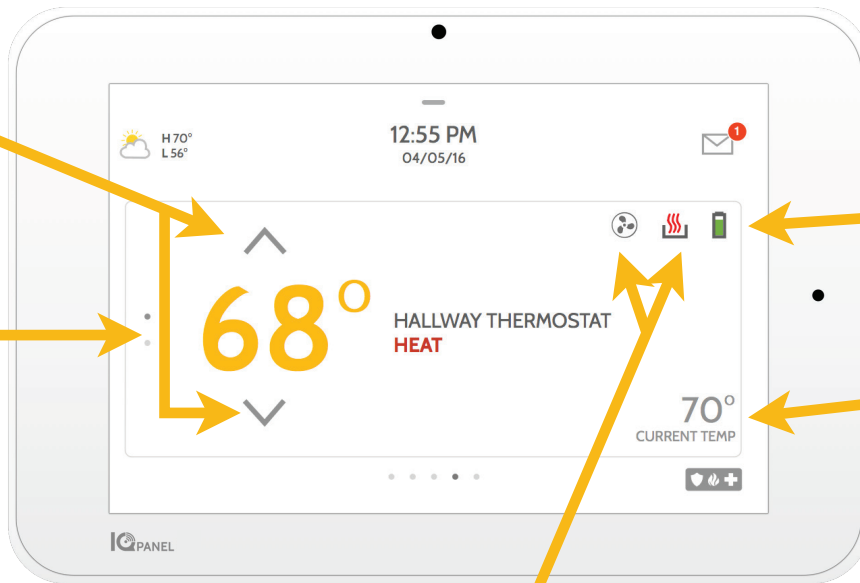 H 70°
L 56°
12:55 PM
04/05/16
1
68°
HALLWAY THERMOSTAT
HEAT
70°
CURRENT TEMP
IQ PANEL